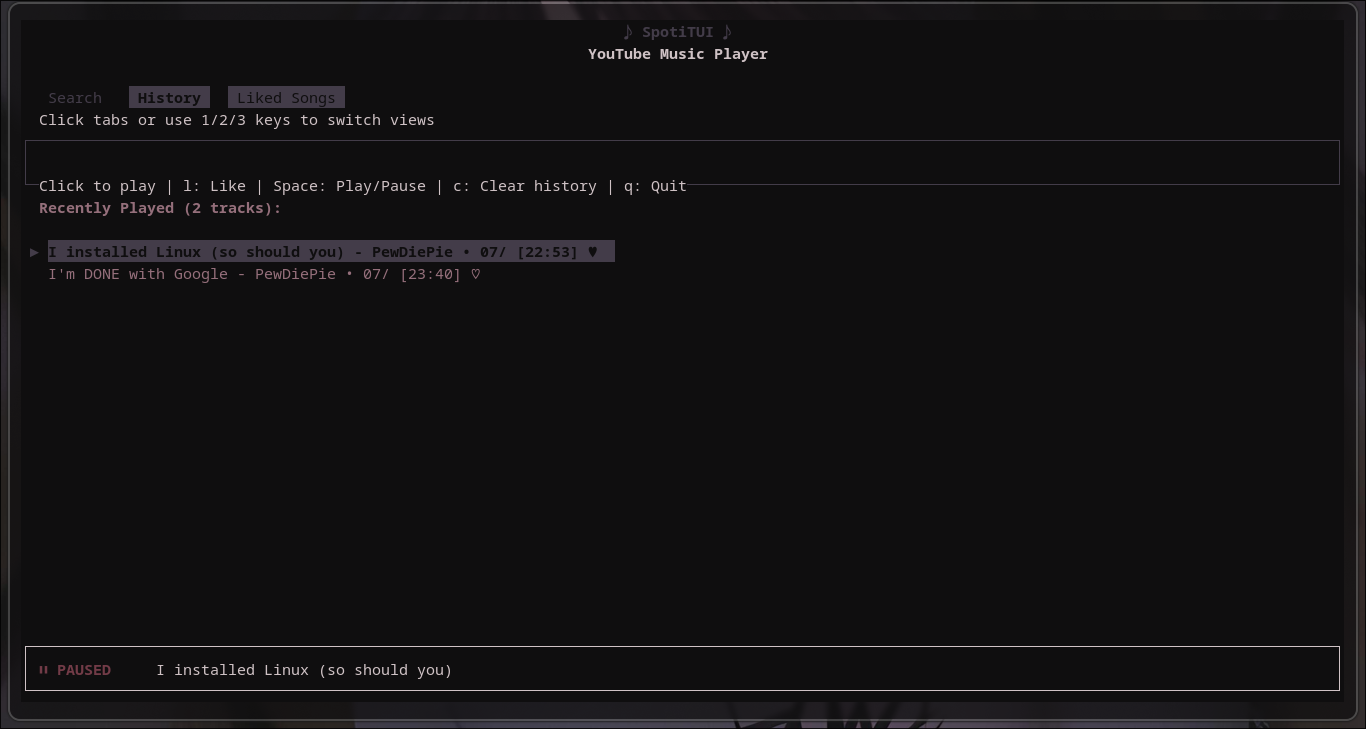 ♪ SpotiTUI ♪
YouTube Music Player
Search History Liked Songs
Click tabs or use 1/2/3 keys to switch views
Click to play | l: Like | Space: Play/Pause | c: Clear history | q: Quit
Recently Played (2 tracks):
▶ I installed Linux (so should you) - PewDiePie • 07/ [22:53] ♥
I'm DONE with Google - PewDiePie • 07/ [23:40] ♡
⏸ PAUSED I installed Linux (so should you)